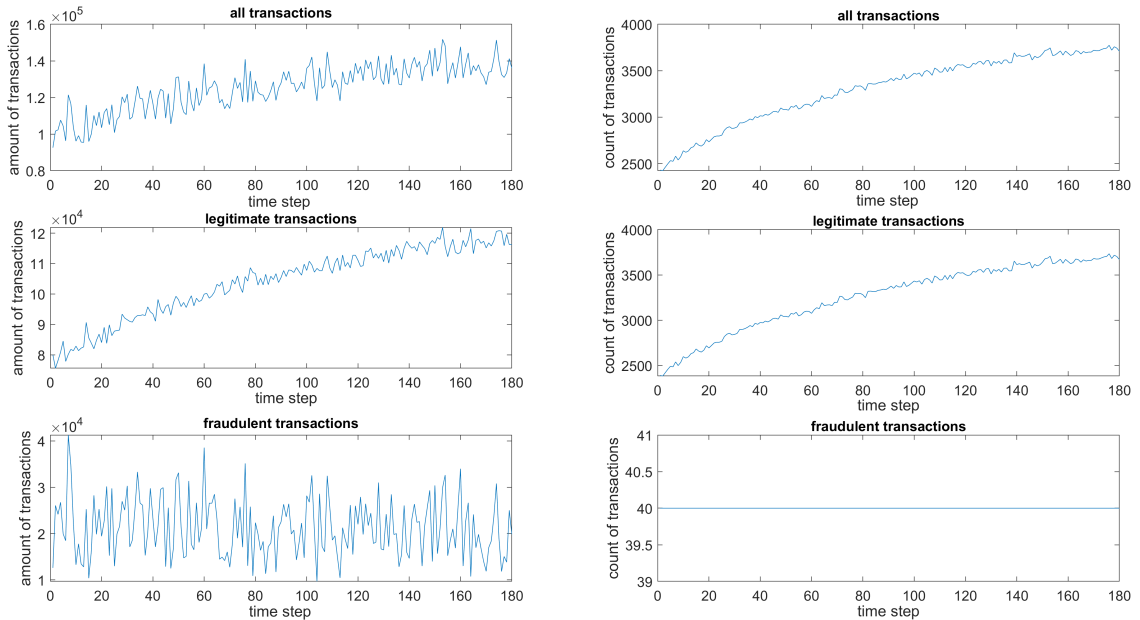 all transactions
×10⁵
amount of transactions
1.6
1.4
1.2
1
0.8
0 20 40 60 80 100 120 140 160 180
time step
all transactions
count of transactions
4000
3500
3000
2500
0 20 40 60 80 100 120 140 160 180
time step
legitimate transactions
×10⁴
amount of transactions
12
11
10
9
8
0 20 40 60 80 100 120 140 160 180
time step
legitimate transactions
count of transactions
4000
3500
3000
2500
0 20 40 60 80 100 120 140 160 180
time step
fraudulent transactions
×10⁴
amount of transactions
4
3
2
1
0 20 40 60 80 100 120 140 160 180
time step
fraudulent transactions
count of transactions
41
40.5
40
39.5
39
0 20 40 60 80 100 120 140 160 180
time step